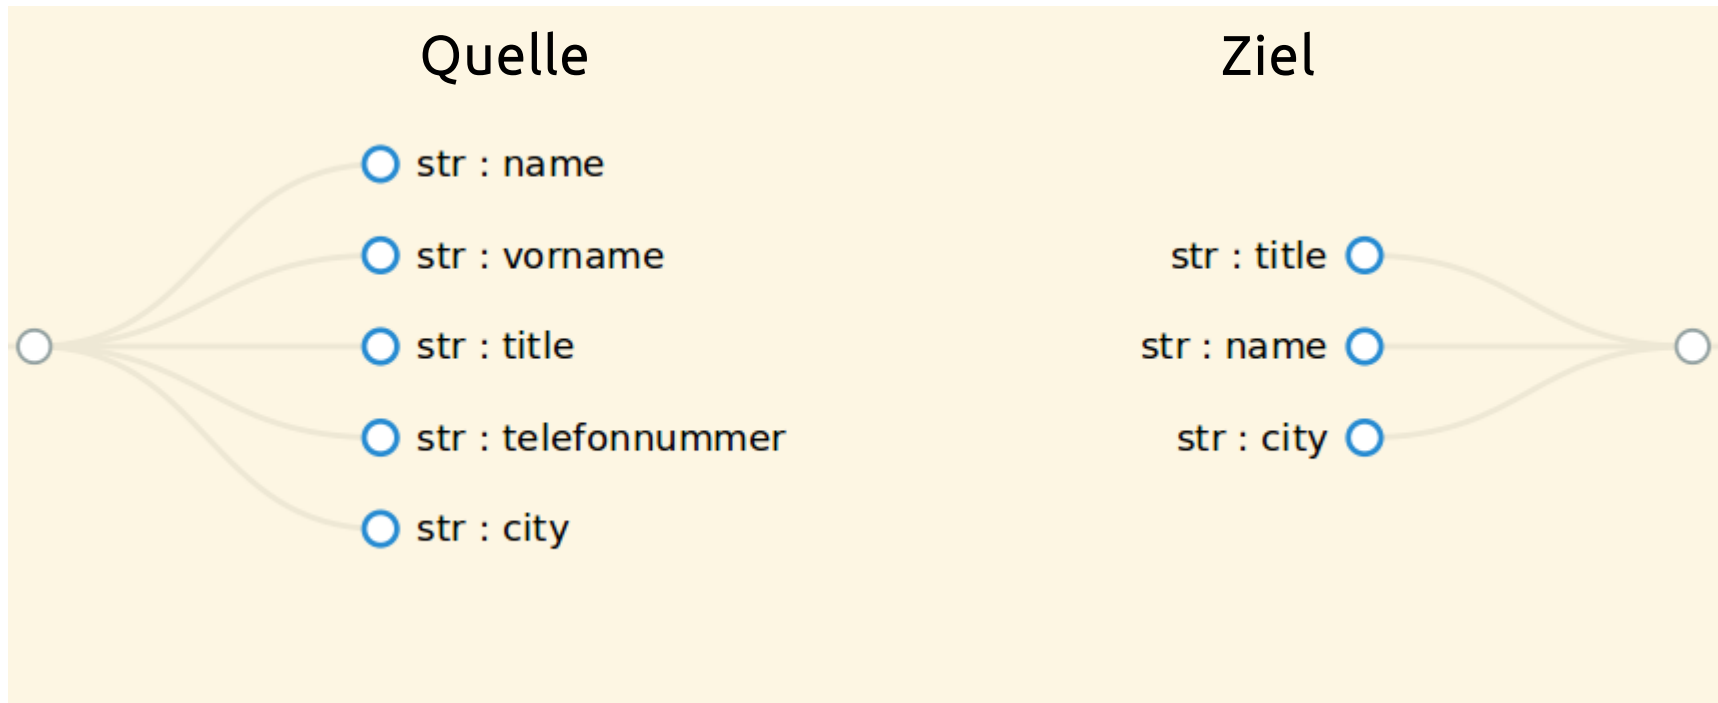 Quelle
str : name
str : vorname
str : title
str : telefonnummer
str : city
Ziel
str : title
str : name
str : city